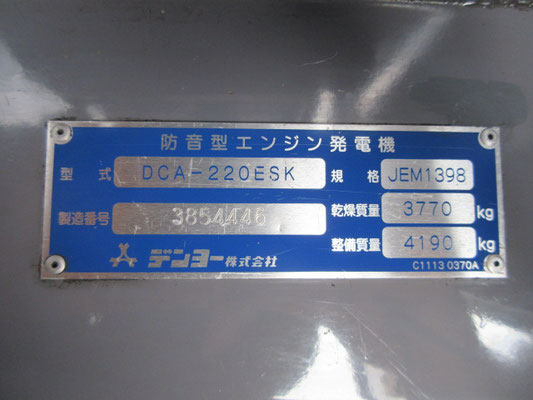 防音型エンジン発電機
型式 DCA-220ESK 規格 JEM1398
製造番号 3854446 乾燥質量 3770 kg
整備質量 4190 kg
デンヨー株式会社
C1113 0370A